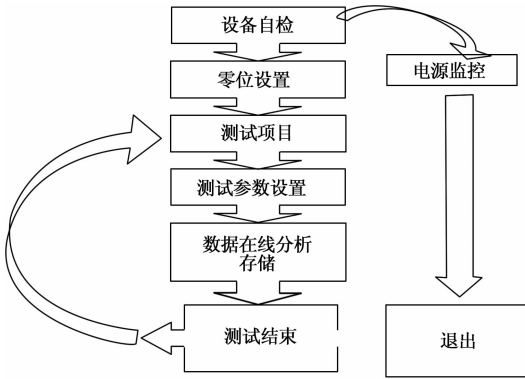 设备自检
零位设置
测试项目
测试参数设置
数据在线分析
存储
测试结束
电源监控
退出